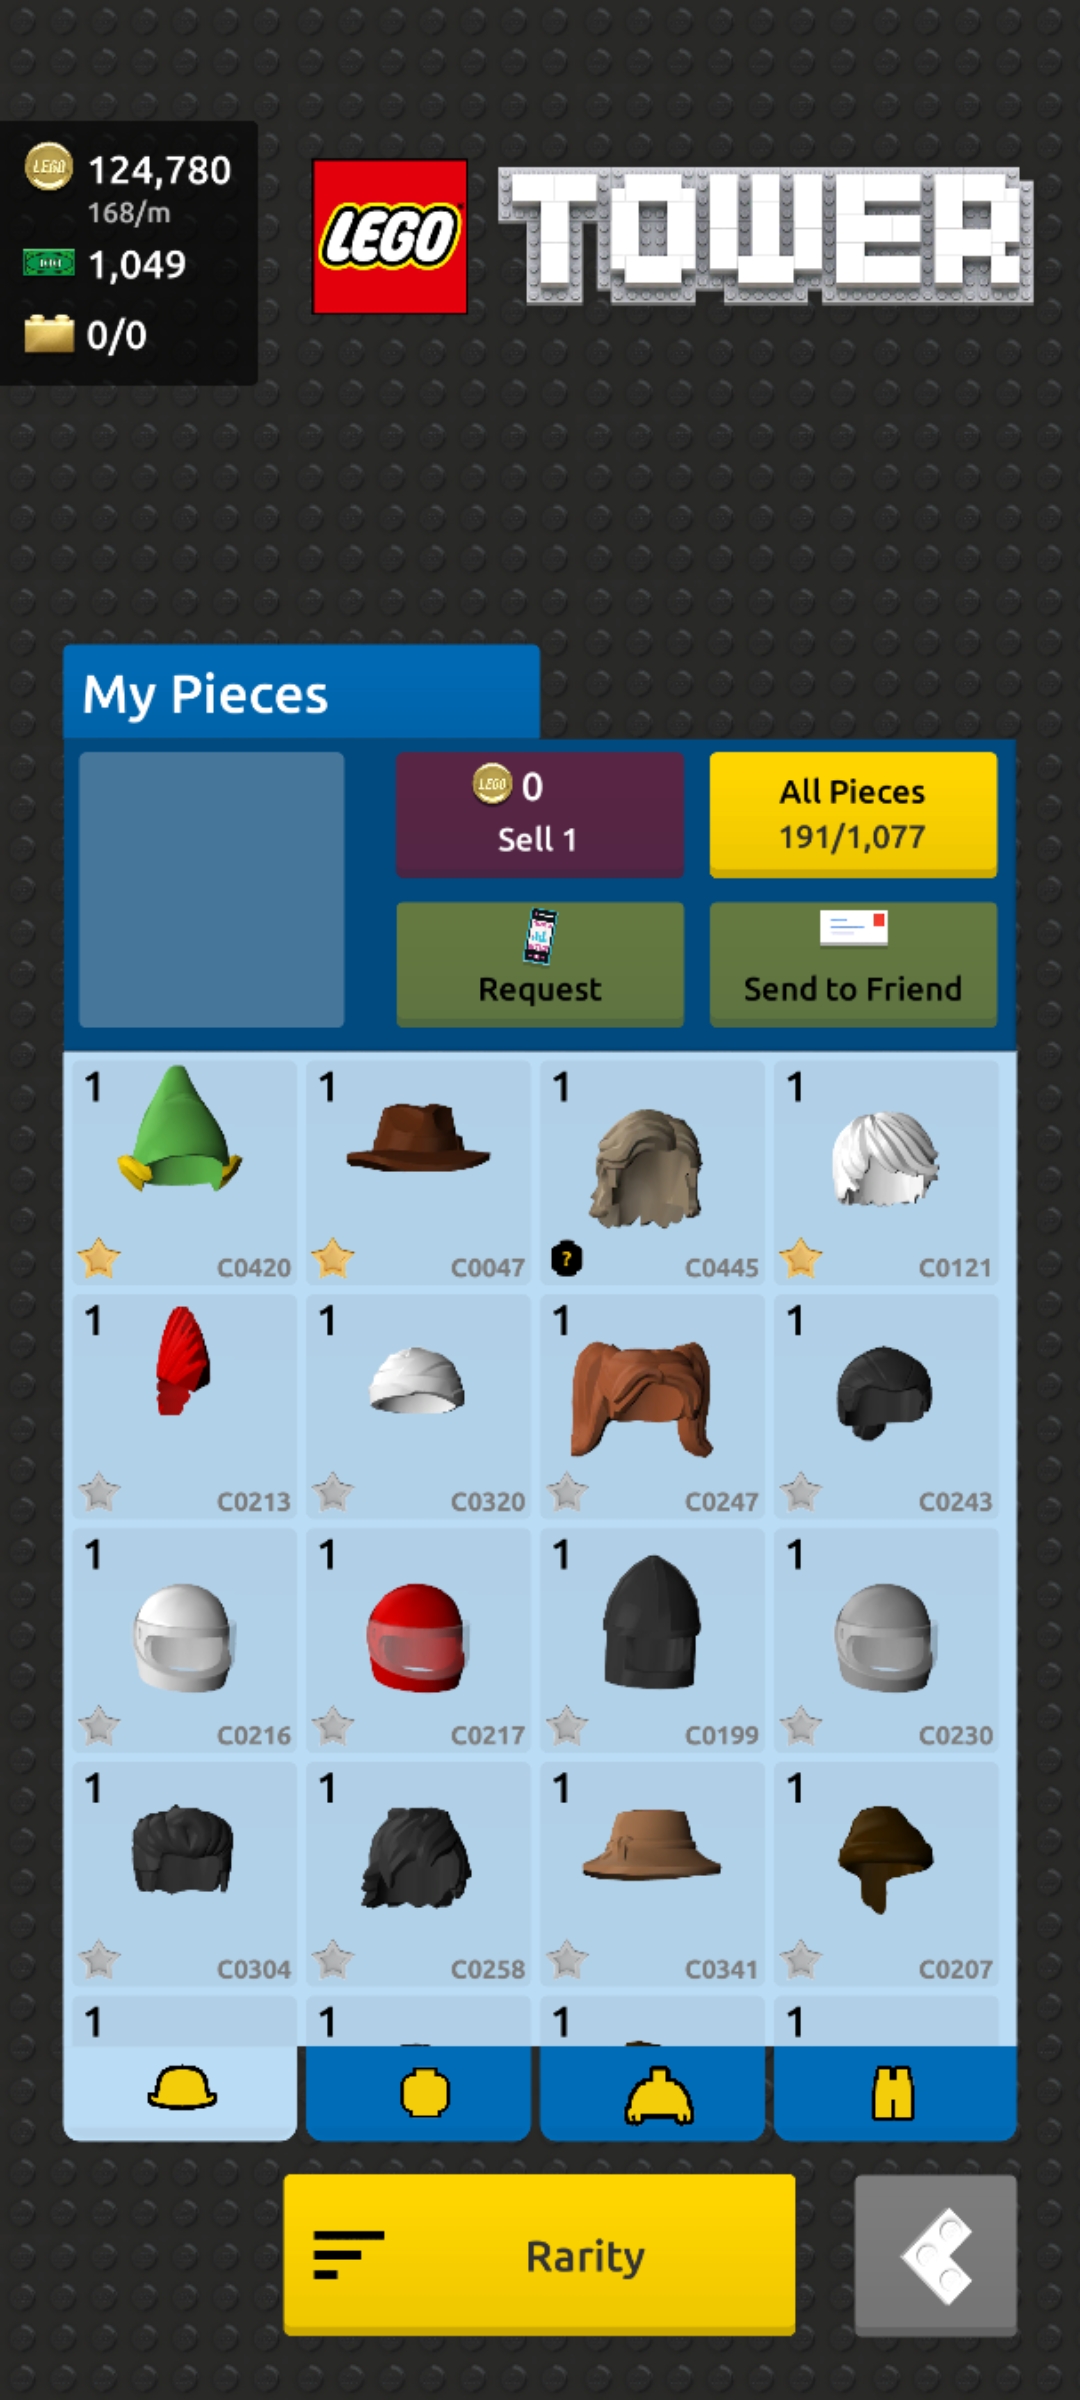 124,780
168/m
1,049
0/0
LEGO
TOWER
My Pieces
0
Sell 1
All Pieces
191/1,077
Request
Send to Friend
1 1 1 1
C0420 C0047 ? C0445 C0121
1 1 1 1
C0213 C0320 C0247 C0243
1 1 1 1
C0216 C0217 C0199 C0230
1 1 1 1
C0304 C0258 C0341 C0207
1 1 1 1
Rarity